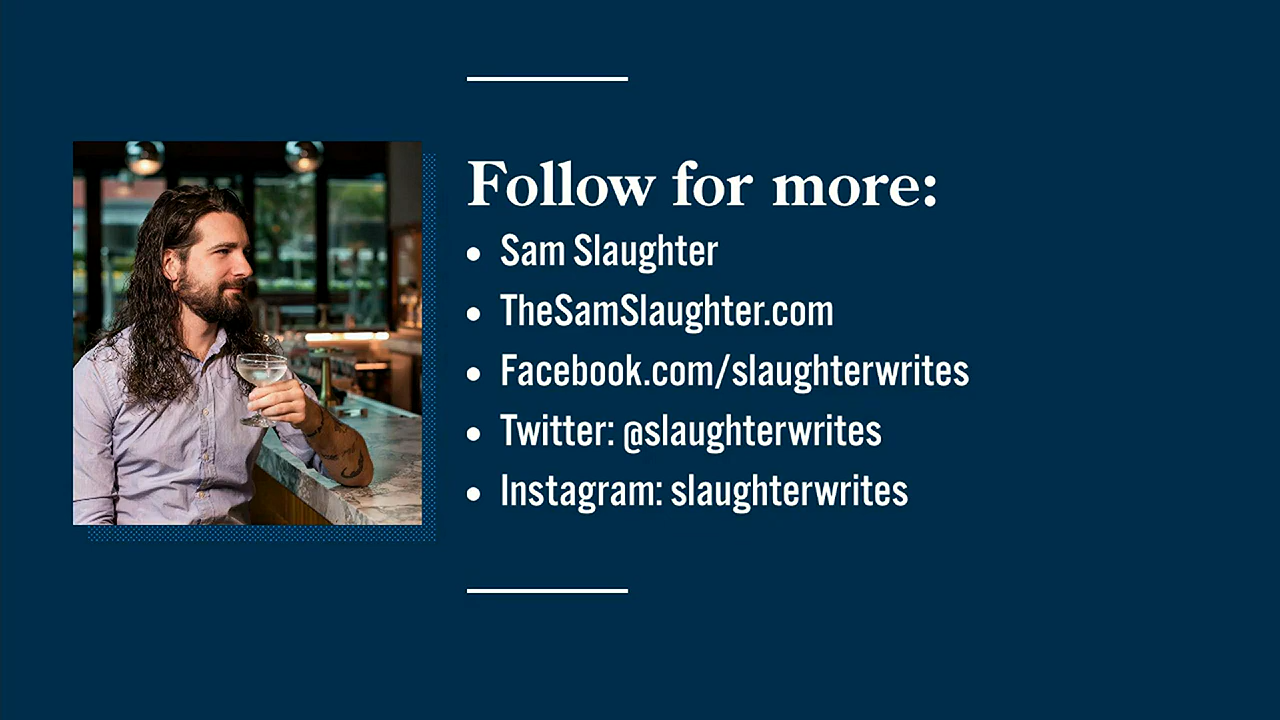 Follow for more:
• Sam Slaughter
• TheSamSlaughter.com
• Facebook.com/slaughterwrites
• Twitter: @slaughterwrites
• Instagram: slaughterwrites